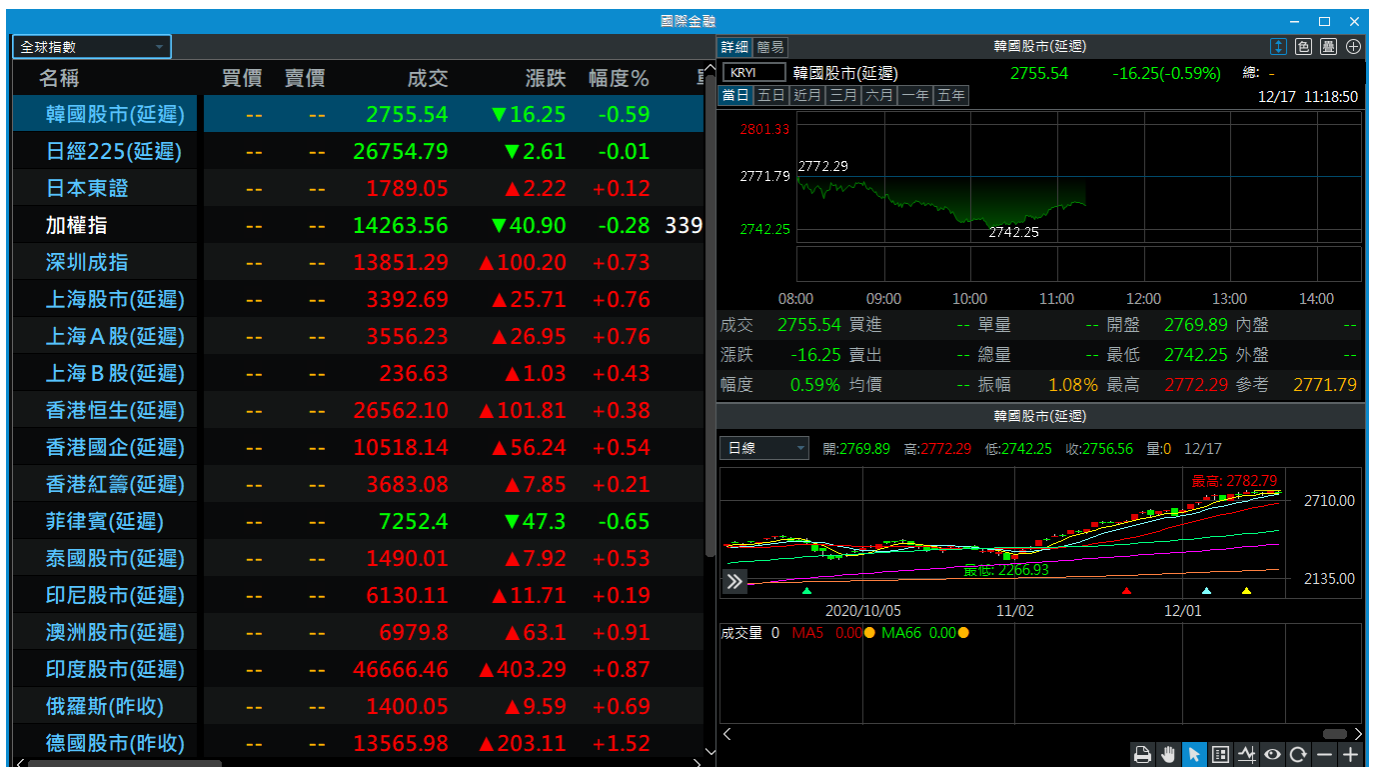 國際金融
全球指數
名稱 買價 賣價 成交 漲跌 幅度%
韓國股市(延遲) -- -- 2755.54 ▼16.25 -0.59
日經225(延遲) -- -- 26754.79 ▼2.61 -0.01
日本東證 -- -- 1789.05 ▲2.22 +0.12
加權指 -- -- 14263.56 ▼40.90 -0.28 339
深圳成指 -- -- 13851.29 ▲100.20 +0.73
上海股市(延遲) -- -- 3392.69 ▲25.71 +0.76
上海A股(延遲) -- -- 3556.23 ▲26.95 +0.76
上海B股(延遲) -- -- 236.63 ▲1.03 +0.43
香港恒生(延遲) -- -- 26562.10 ▲101.81 +0.38
香港國企(延遲) -- -- 10518.14 ▲56.24 +0.54
香港紅籌(延遲) -- -- 3683.08 ▲7.85 +0.21
菲律賓(延遲) -- -- 7252.4 ▼47.3 -0.65
泰國股市(延遲) -- -- 1490.01 ▲7.92 +0.53
印尼股市(延遲) -- -- 6130.11 ▲11.71 +0.19
澳洲股市(延遲) -- -- 6979.8 ▲63.1 +0.91
印度股市(延遲) -- -- 46666.46 ▲403.29 +0.87
俄羅斯(昨收) -- -- 1400.05 ▲9.59 +0.69
德國股市(昨收) -- -- 13565.98 ▲203.11 +1.52
詳細 簡易 韓國股市(延遲) 色 疊
KRYI 韓國股市(延遲) 2755.54 -16.25(-0.59%) 總: -
當日 五日 近月 三月 六月 一年 五年 12/17 11:18:50
2801.33
2772.29
2771.79
2742.25 2742.25
08:00 09:00 10:00 11:00 12:00 13:00 14:00
成交 2755.54 買進 -- 單量 -- 開盤 2769.89 內盤 --
漲跌 -16.25 賣出 -- 總量 -- 最低 2742.25 外盤 --
幅度 0.59% 均價 -- 振幅 1.08% 最高 2772.29 參考 2771.79
韓國股市(延遲)
日線 開:2769.89 高:2772.29 低:2742.25 收:2756.56 量:0 12/17
最高: 2782.79
2710.00
最低: 2266.93
2135.00
2020/10/05 11/02 12/01
成交量 0 MA5 0.00 MA66 0.00